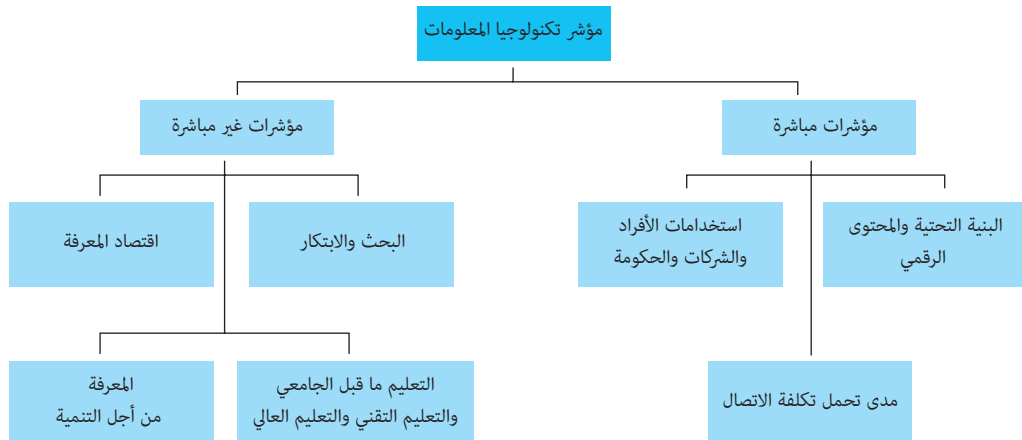 مؤشر تكنولوجيا المعلومات
مؤشرات مباشرة
مؤشرات غير مباشرة
البنية التحتية والمحتوى
الرقمي
استخدامات الأفراد
والشركات والحكومة
البحث والابتكار
اقتصاد المعرفة
مدى تحمل تكلفة الاتصال
التعليم ما قبل الجامعي
والتعليم التقني والتعليم العالي
المعرفة
من أجل التنمية